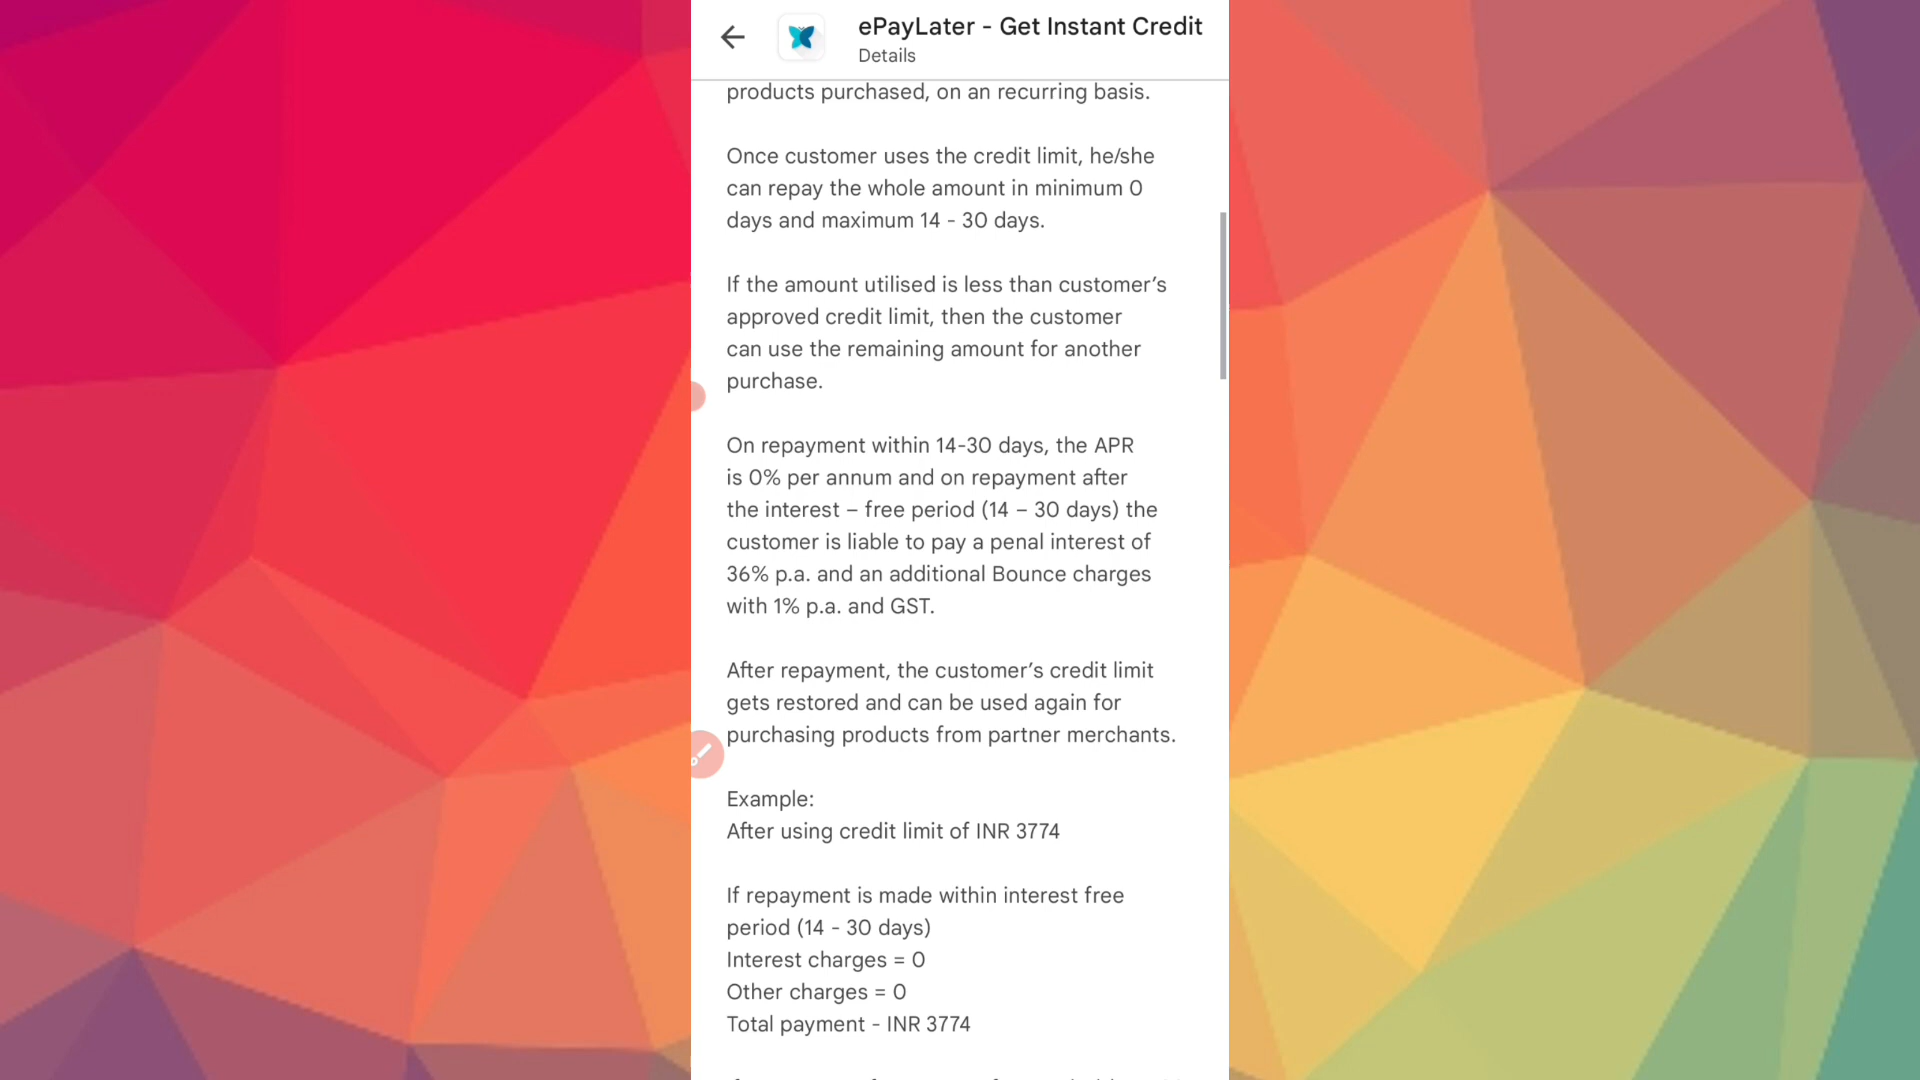 ePayLater - Get Instant Credit
Details
products purchased, on an recurring basis.
Once customer uses the credit limit, he/she
can repay the whole amount in minimum 0
days and maximum 14 - 30 days.
If the amount utilised is less than customer’s
approved credit limit, then the customer
can use the remaining amount for another
purchase.
On repayment within 14-30 days, the APR
is 0% per annum and on repayment after
the interest – free period (14 – 30 days) the
customer is liable to pay a penal interest of
36% p.a. and an additional Bounce charges
with 1% p.a. and GST.
After repayment, the customer’s credit limit
gets restored and can be used again for
purchasing products from partner merchants.
Example:
After using credit limit of INR 3774
If repayment is made within interest free
period (14 - 30 days)
Interest charges = 0
Other charges = 0
Total payment - INR 3774